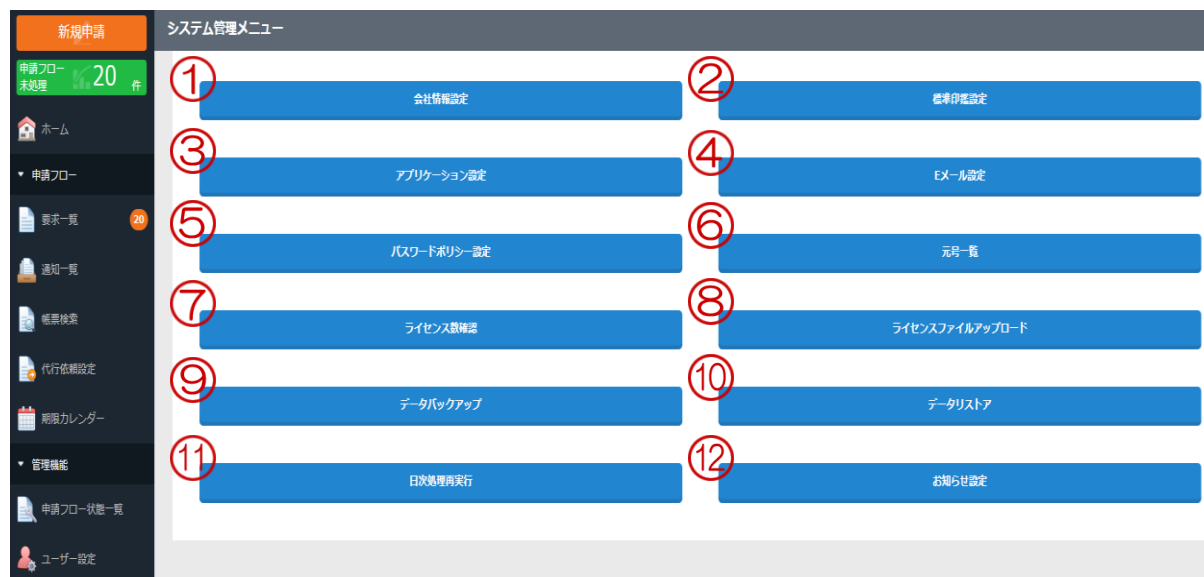 新規申請
申請フロー
未処理 20 件
ホーム
申請フロー
要求一覧 20
通知一覧
帳票検索
代行依頼設定
期限カレンダー
管理機能
申請フロー状態一覧
ユーザー設定
システム管理メニュー
① 会社情報設定
② 標準印鑑設定
③ アプリケーション設定
④ Eメール設定
⑤ パスワードポリシー設定
⑥ 元号一覧
⑦ ライセンス数確認
⑧ ライセンスファイルアップロード
⑨ データバックアップ
⑩ データリストア
⑪ 日次処理再実行
⑫ お知らせ設定